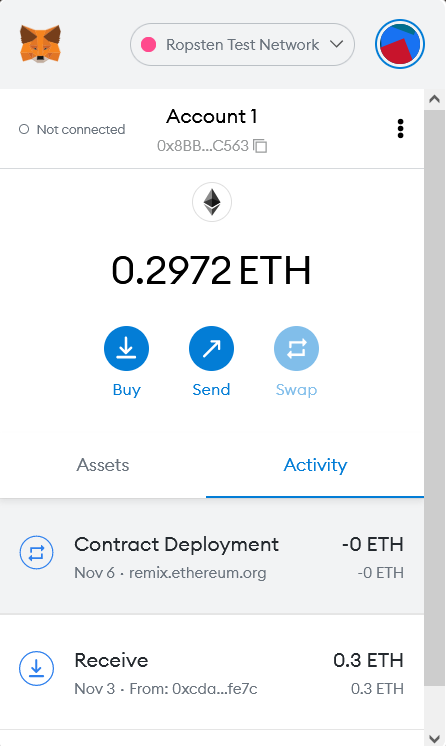 Ropsten Test Network
Not connected
Account 1
0x8BB...C563
0.2972 ETH
Buy Send Swap
Assets Activity
Contract Deployment -0 ETH
Nov 6 · remix.ethereum.org -0 ETH
Receive 0.3 ETH
Nov 3 · From: 0xcda...fe7c 0.3 ETH